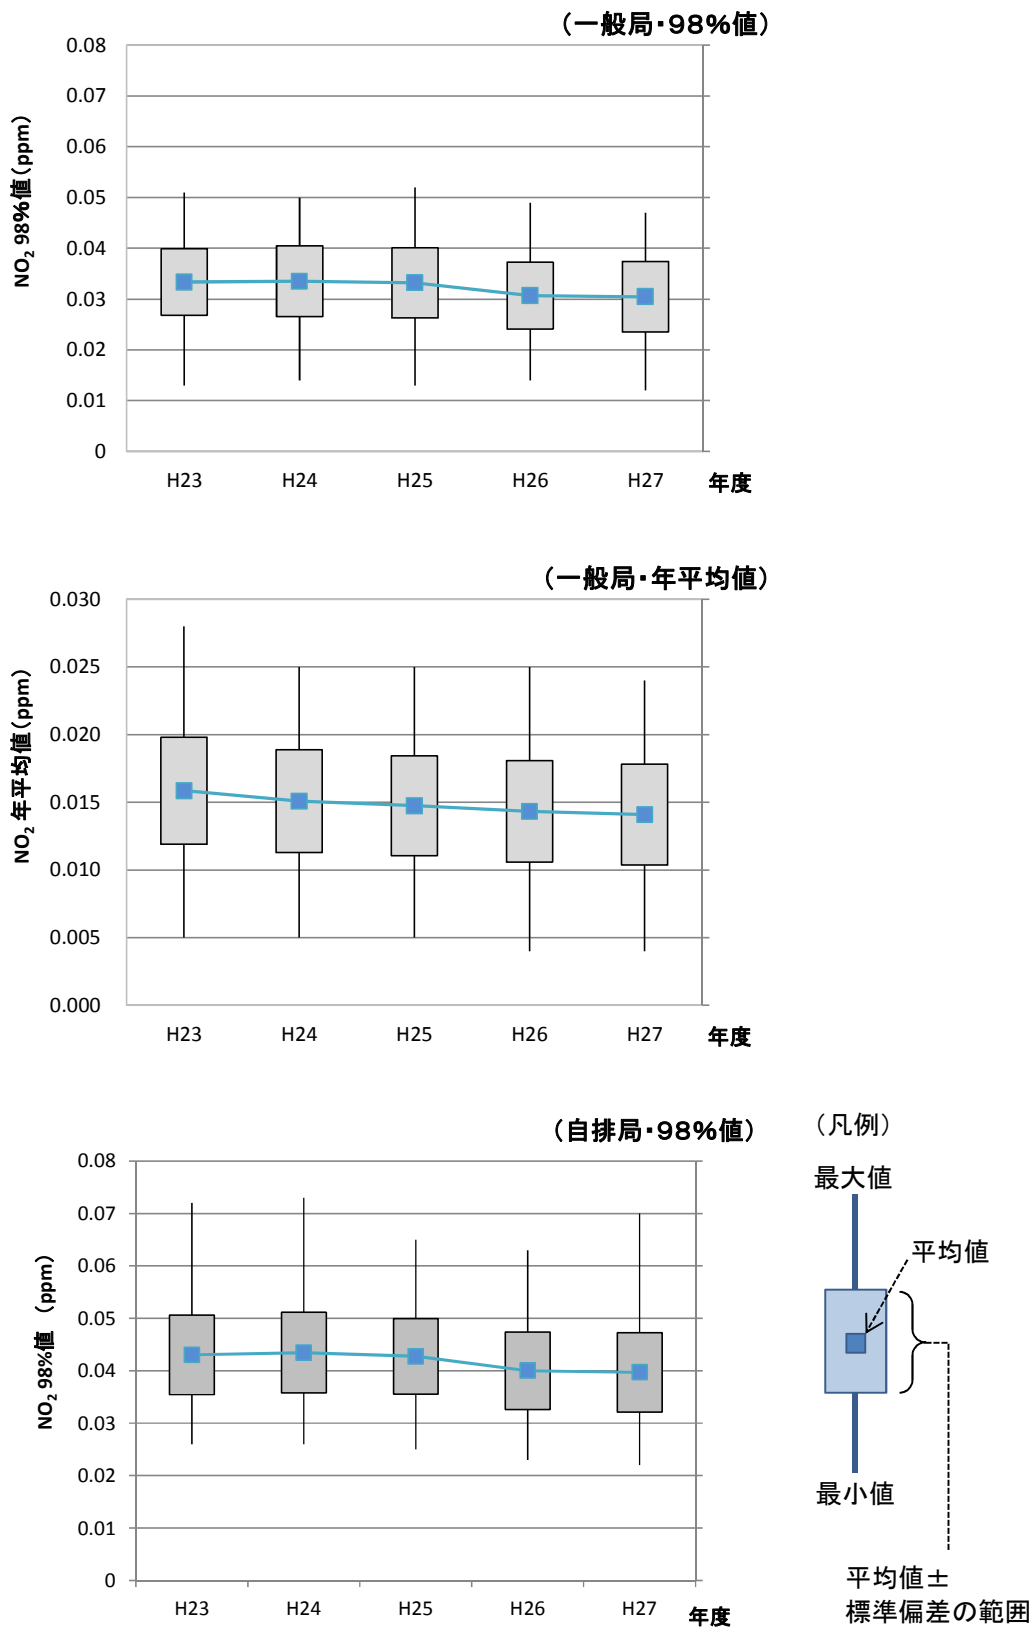 （一般局・98%値）
NO2 98%値（ppm）
0.08
0.07
0.06
0.05
0.04
0.03
0.02
0.01
0
H23 H24 H25 H26 H27 年度
（一般局・年平均値）
NO2 年平均値（ppm）
0.030
0.025
0.020
0.015
0.010
0.005
0.000
H23 H24 H25 H26 H27 年度
（自排局・98%値）
NO2 98%値 （ppm）
0.08
0.07
0.06
0.05
0.04
0.03
0.02
0.01
0
H23 H24 H25 H26 H27 年度
（凡例）
最大値
平均値
最小値
平均値±
標準偏差の範囲